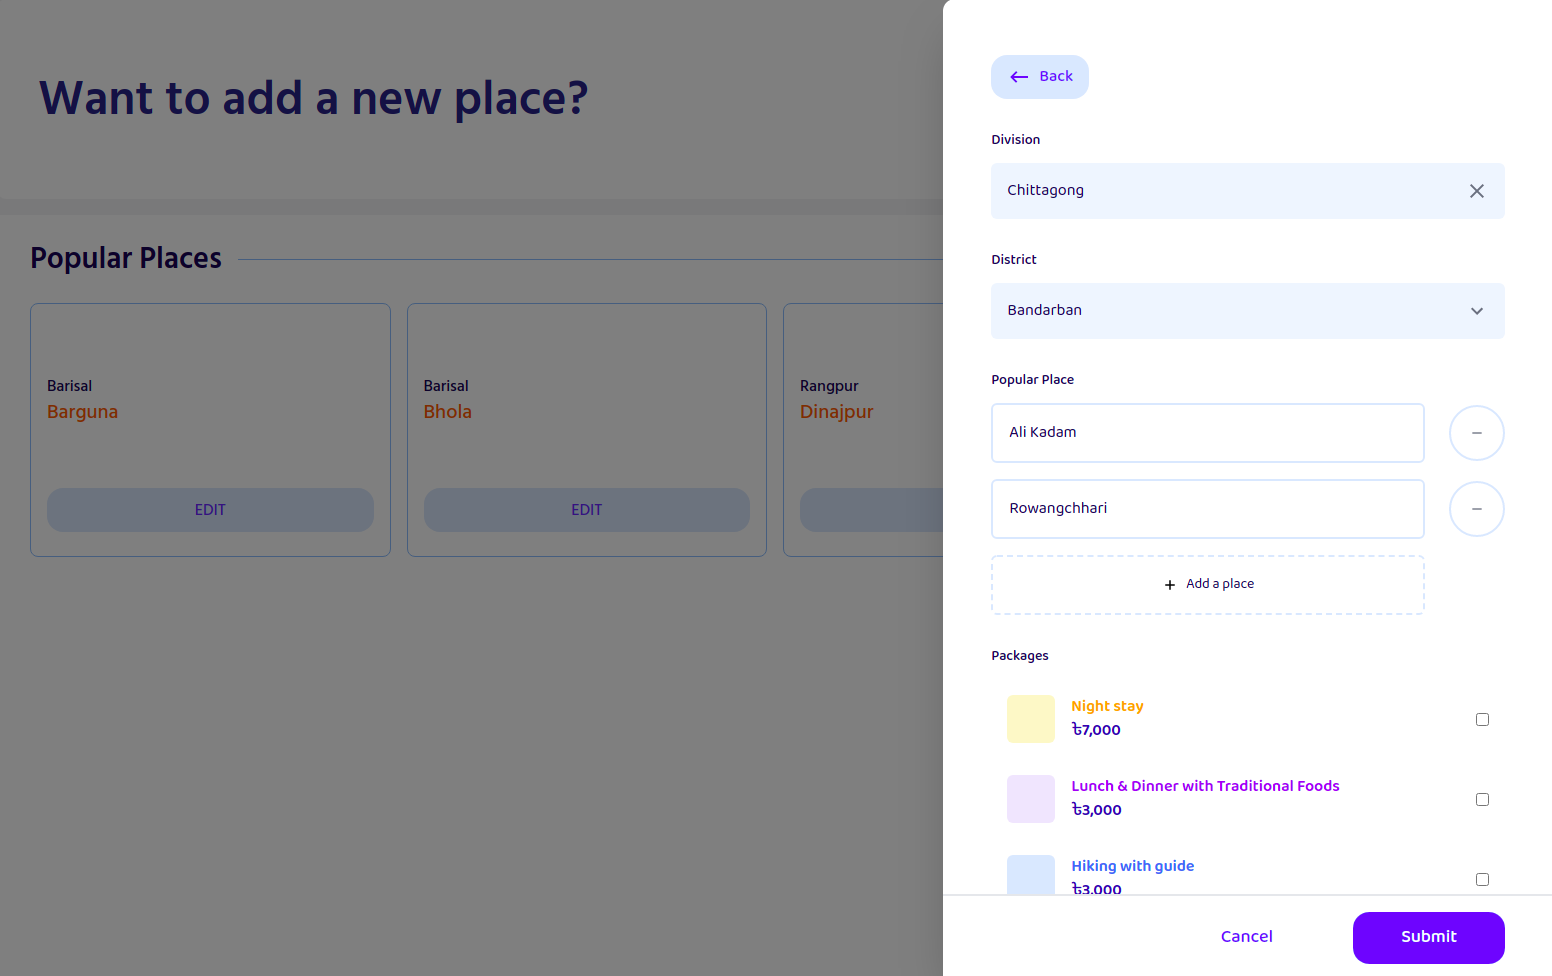 Want to add a new place?
Popular Places
Barisal
Barguna
EDIT
Barisal
Bhola
EDIT
Rangpur
Dinajpur
Back
Division
Chittagong
District
Bandarban
Popular Place
Ali Kadam
Rowangchhari
Add a place
Packages
Night stay
৳7,000
Lunch & Dinner with Traditional Foods
৳3,000
Hiking with guide
৳3,000
Cancel
Submit